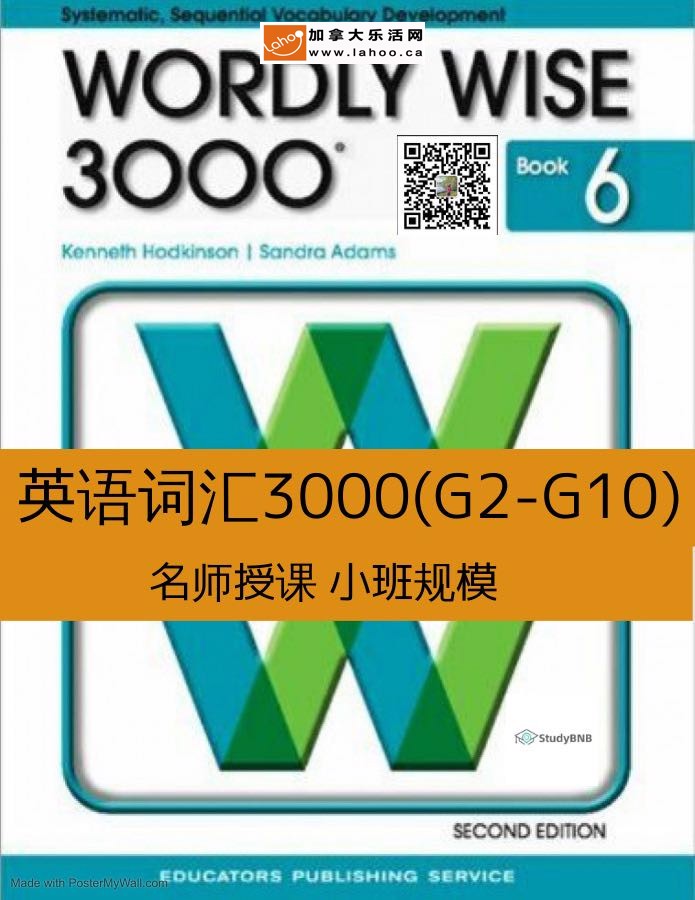 Systematic, Sequential Vocabulary Development
Lahoo
加拿大乐活网
www.lahoo.ca
WORDLY WISE
3000®
Book 6
Kenneth Hodkinson | Sandra Adams
英语词汇3000(G2-G10)
名师授课 小班规模
StudyBNB
SECOND EDITION
Made with PosterMyWall.com
EDUCATORS PUBLISHING SERVICE